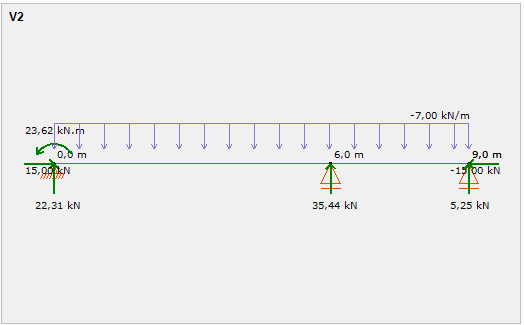 V2
-7,00 kN/m
23,62 kN.m
0,0 m
6,0 m
9,0 m
15,00 kN
-15,00 kN
22,31 kN
35,44 kN
5,25 kN